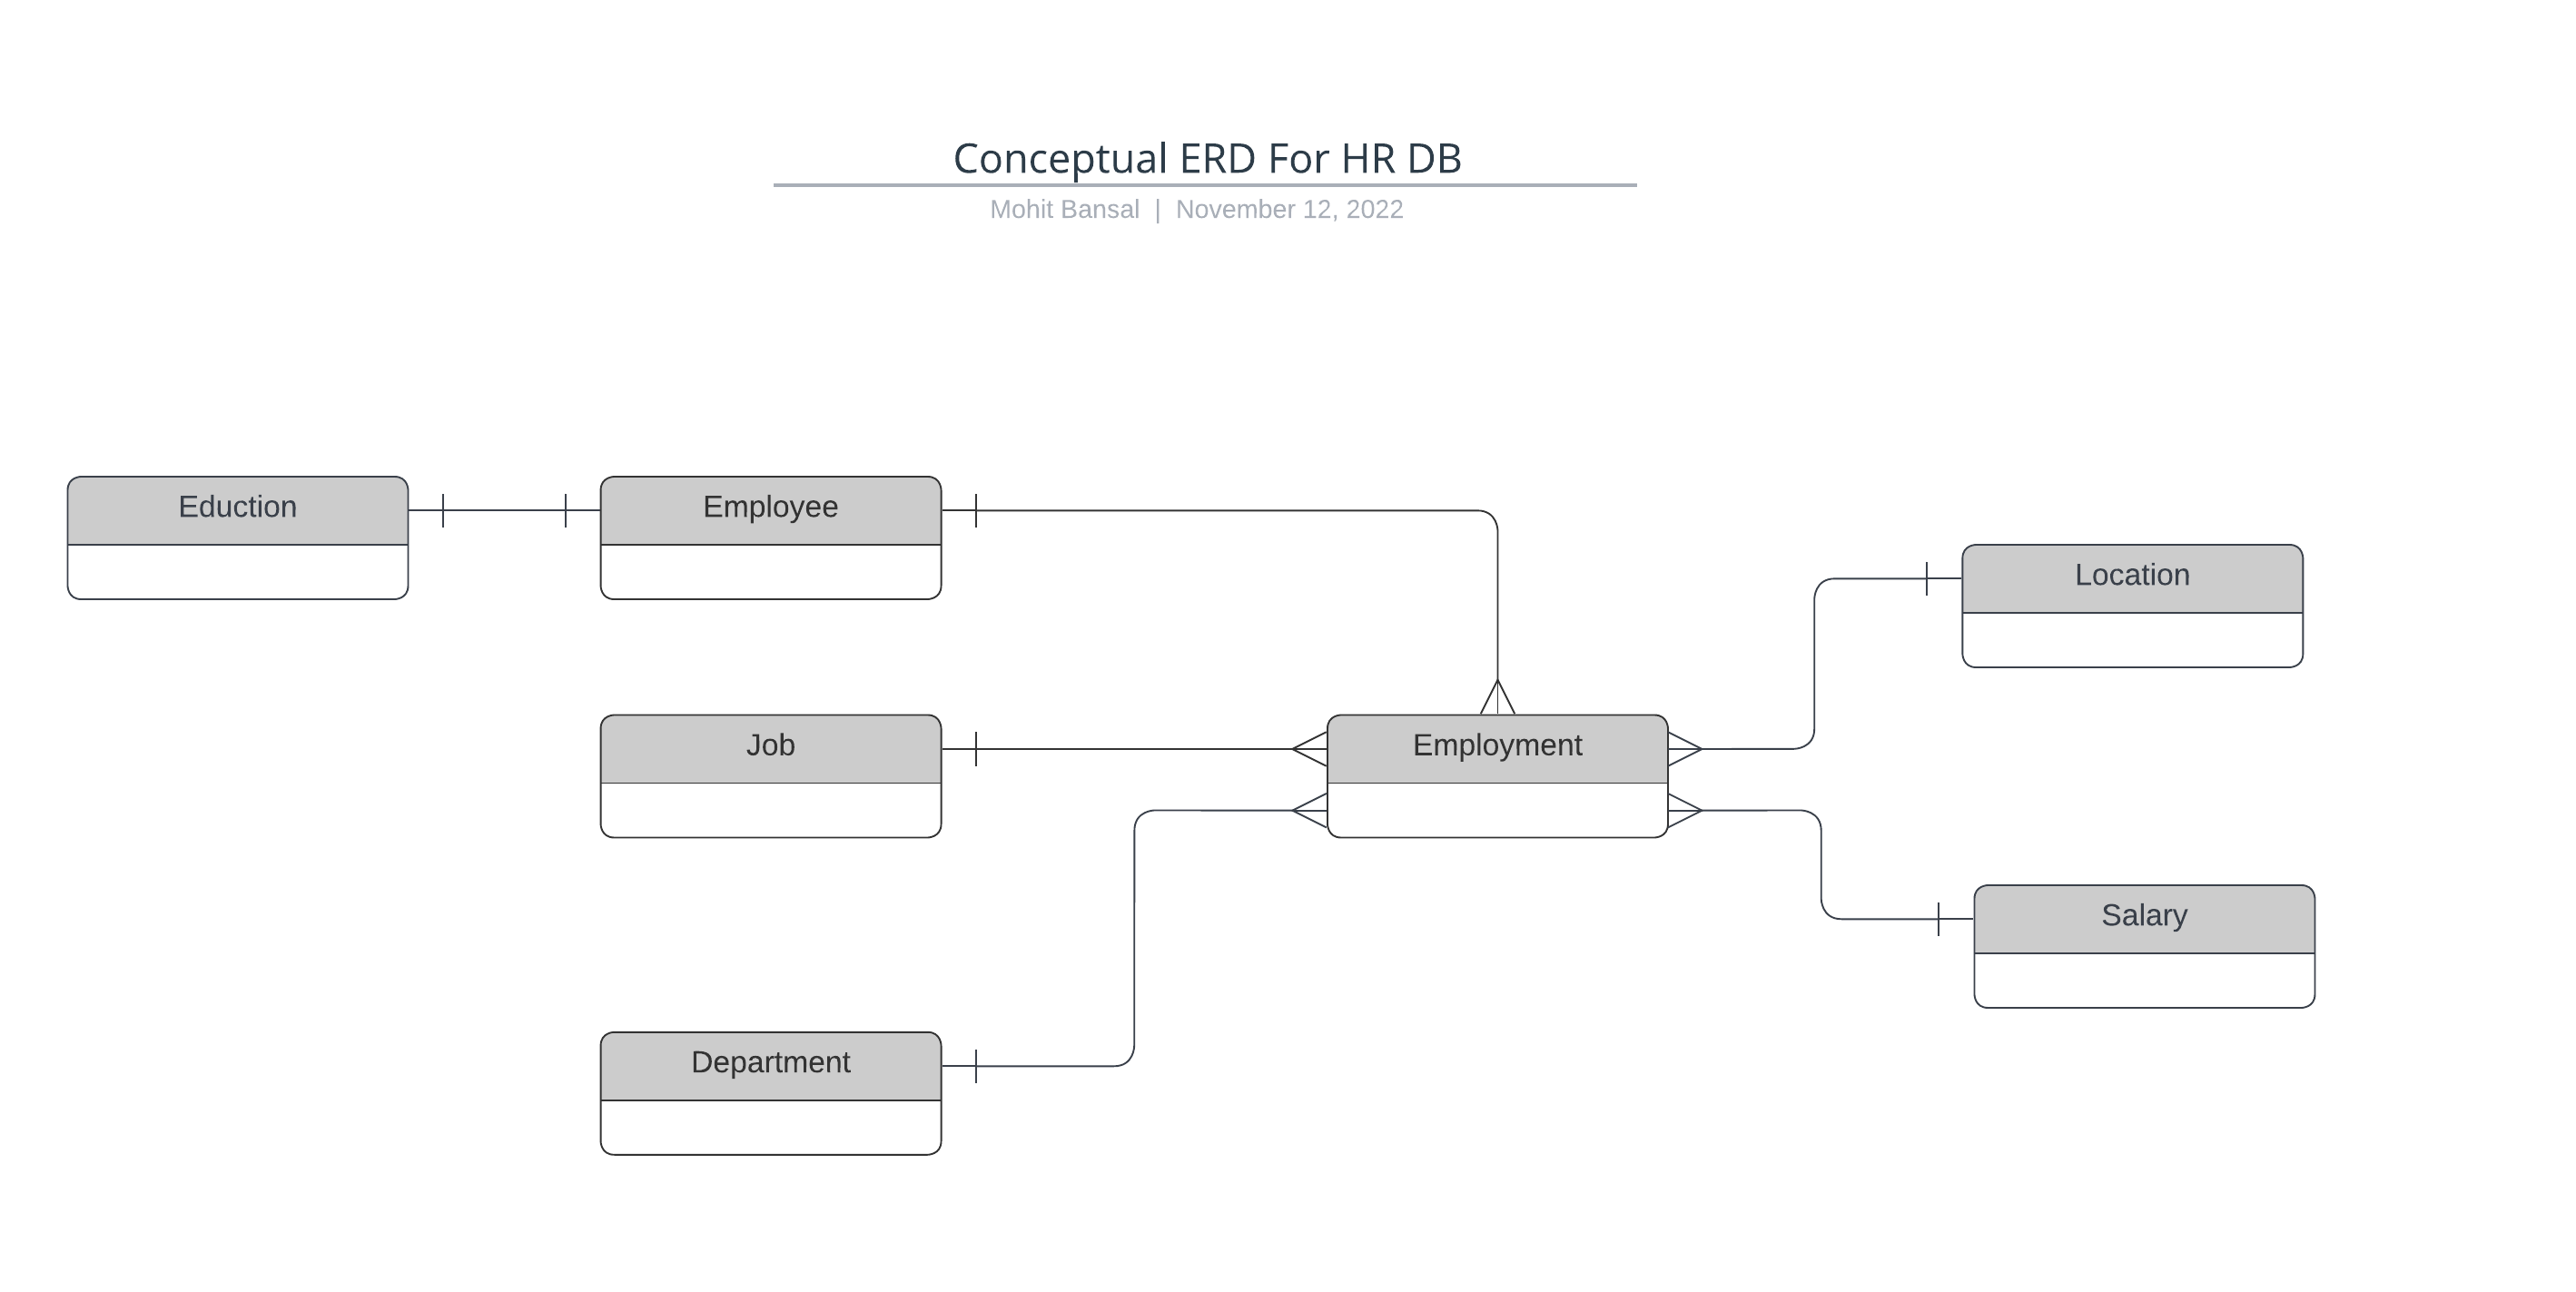 Conceptual ERD For HR DB
Mohit Bansal | November 12, 2022
Eduction
Employee
Location
Job
Employment
Salary
Department